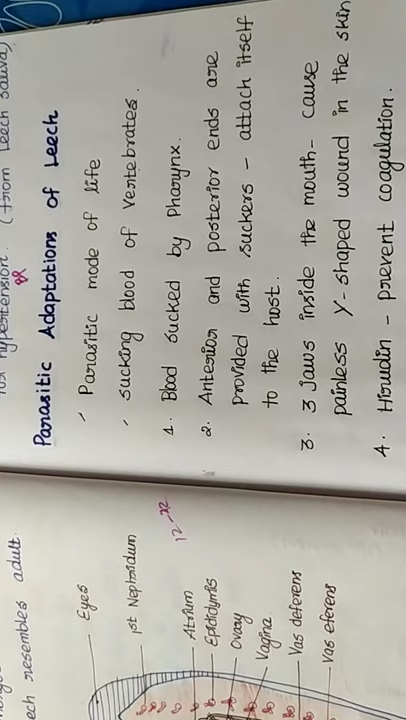 hypertension. (from Leech saliva)
Parasitic Adaptations of Leech
Parasitic mode of life
sucking blood of Vertebrates.
1. Blood sucked by Pharynx.
2. Anterior and posterior ends are
provided with suckers - attach itself
to the host.
3. 3 jaws inside the mouth - cause
painless Y-shaped wound in the skin
4. Hirudin - prevent coagulation.
resembles adult.
Eyes
1st Nephridium
12-22
Atrium
Epididymis
Ovary
Vagina
Vas deferens
Vas eferens